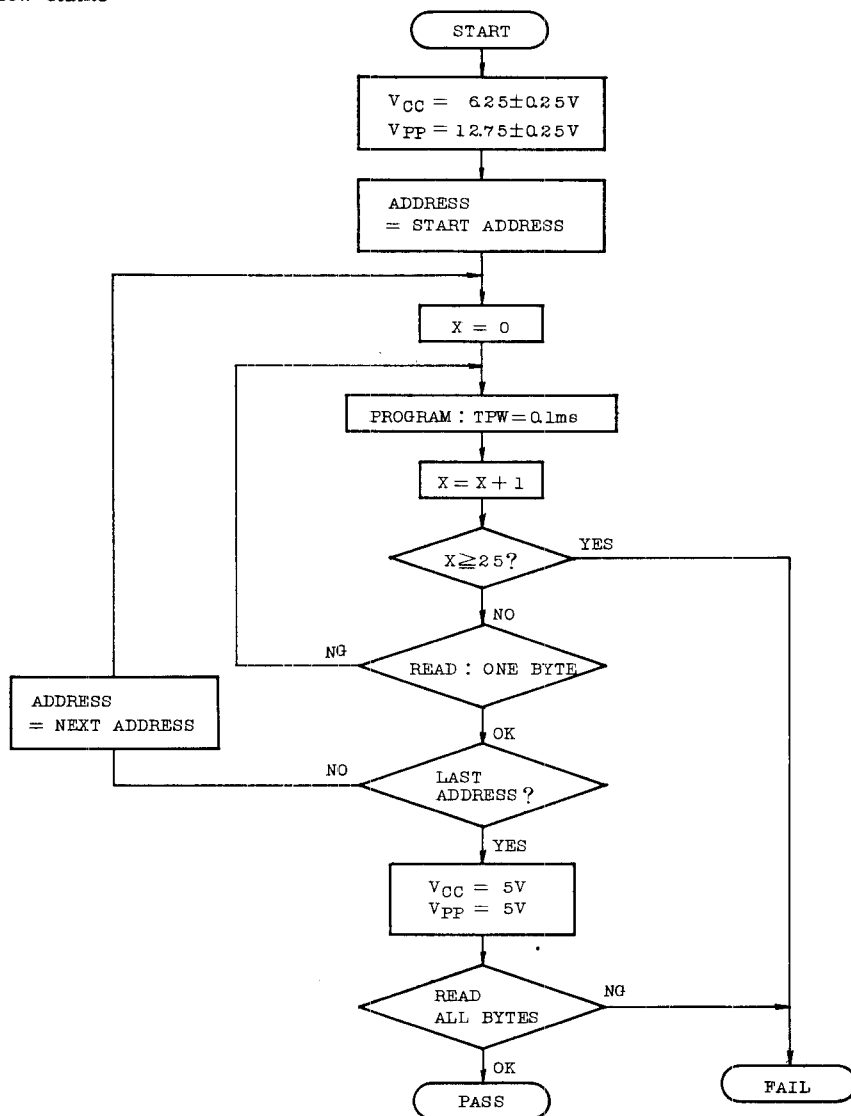 START
VCC = 6.25±0.25V
VPP = 12.75±0.25V
ADDRESS
= START ADDRESS
X = 0
PROGRAM : TPW = 0.1ms
X = X + 1
X ≧ 25?
YES
NO
NG
READ : ONE BYTE
ADDRESS
= NEXT ADDRESS
OK
NO
LAST
ADDRESS?
YES
VCC = 5V
VPP = 5V
READ
ALL BYTES
NG
OK
FAIL
PASS